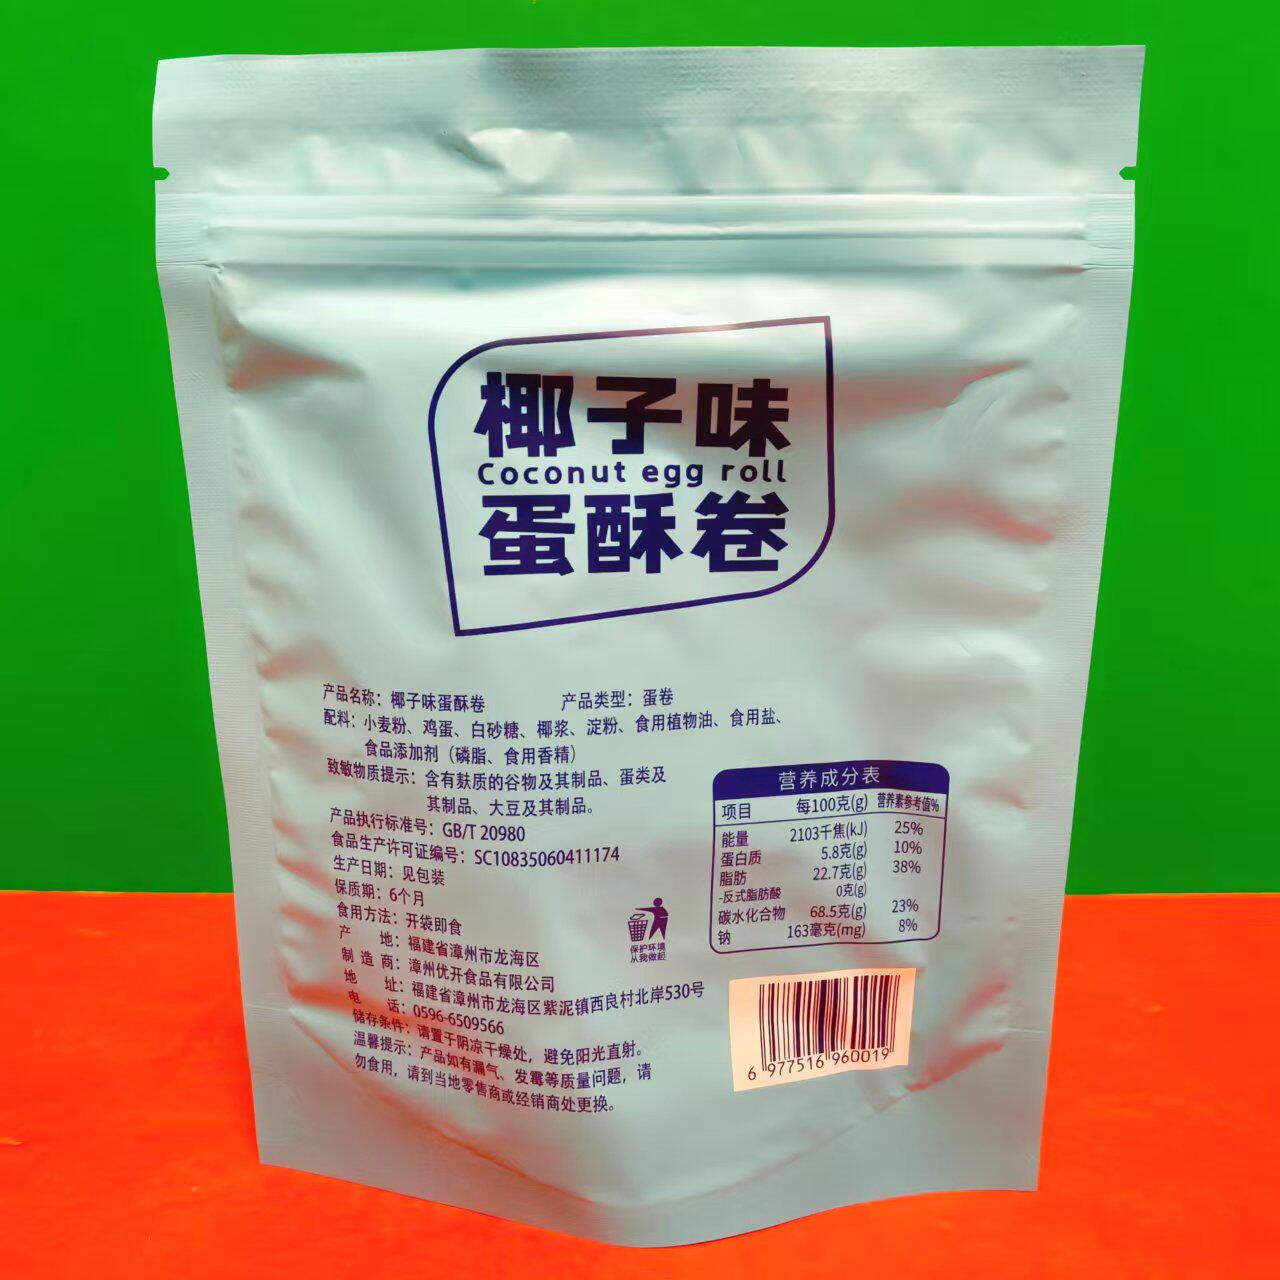 椰子味
Coconut egg roll
蛋酥卷
产品名称：椰子味蛋酥卷 产品类型：蛋卷
配料：小麦粉、鸡蛋、白砂糖、椰浆、淀粉、食用植物油、食用盐、
食品添加剂（磷脂、食用香精）
致敏物质提示：含有麸质的谷物及其制品、蛋类及
其制品、大豆及其制品。
产品执行标准号：GB/T 20980
食品生产许可证编号：SC10835060411174
生产日期：见包装
保质期：6个月
食用方法：开袋即食
产 地：福建省漳州市龙海区
制 造 商：漳州优开食品有限公司
地 址：福建省漳州市龙海区紫泥镇西良村北岸530号
电 话：0596-6509566
储存条件：请置于阴凉干燥处，避免阳光直射。
温馨提示：产品如有漏气、发霉等质量问题，请
勿食用，请到当地零售商或经销商处更换。
保护环境
从我做起
营养成分表
项目 每100克(g) 营养素参考值%
能量 2103千焦(kJ) 25%
蛋白质 5.8克(g) 10%
脂肪 22.7克(g) 38%
-反式脂肪酸 0克(g)
碳水化合物 68.5克(g) 23%
钠 163毫克(mg) 8%
6 977516 960019